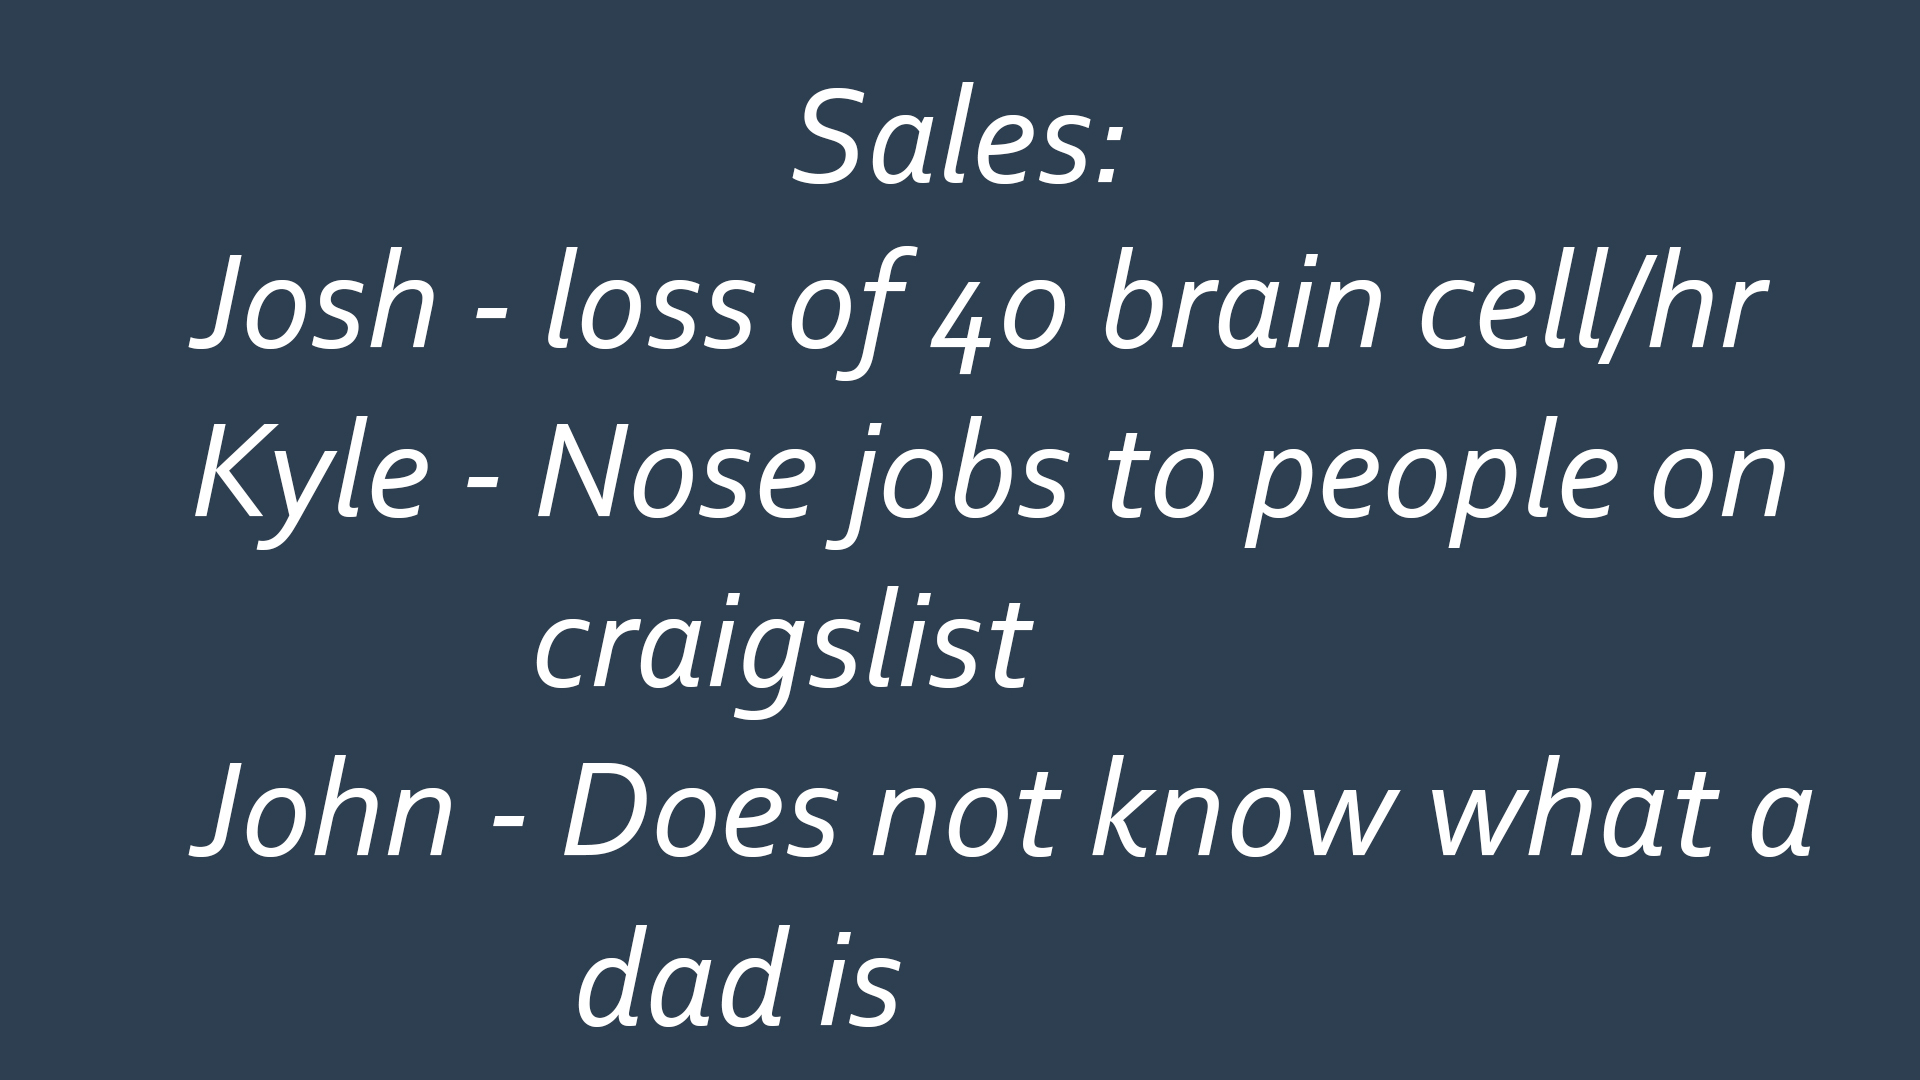 Sales:
Josh - loss of 40 brain cell/hr
Kyle - Nose jobs to people on
craigslist
John - Does not know what a
dad is